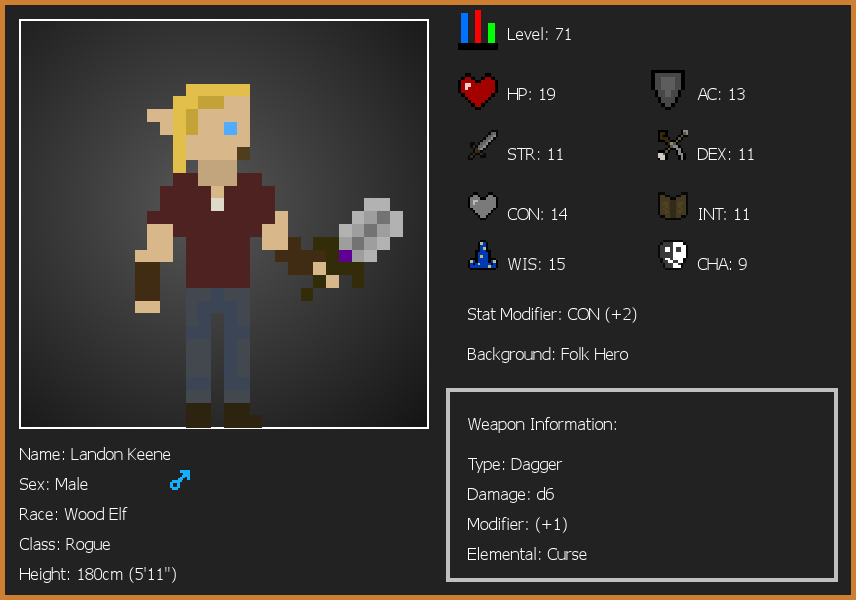 Level: 71
HP: 19
AC: 13
STR: 11
DEX: 11
CON: 14
INT: 11
WIS: 15
CHA: 9
Stat Modifier: CON (+2)
Background: Folk Hero
Weapon Information:
Type: Dagger
Damage: d6
Modifier: (+1)
Elemental: Curse
Name: Landon Keene
Sex: Male
Race: Wood Elf
Class: Rogue
Height: 180cm (5'11")